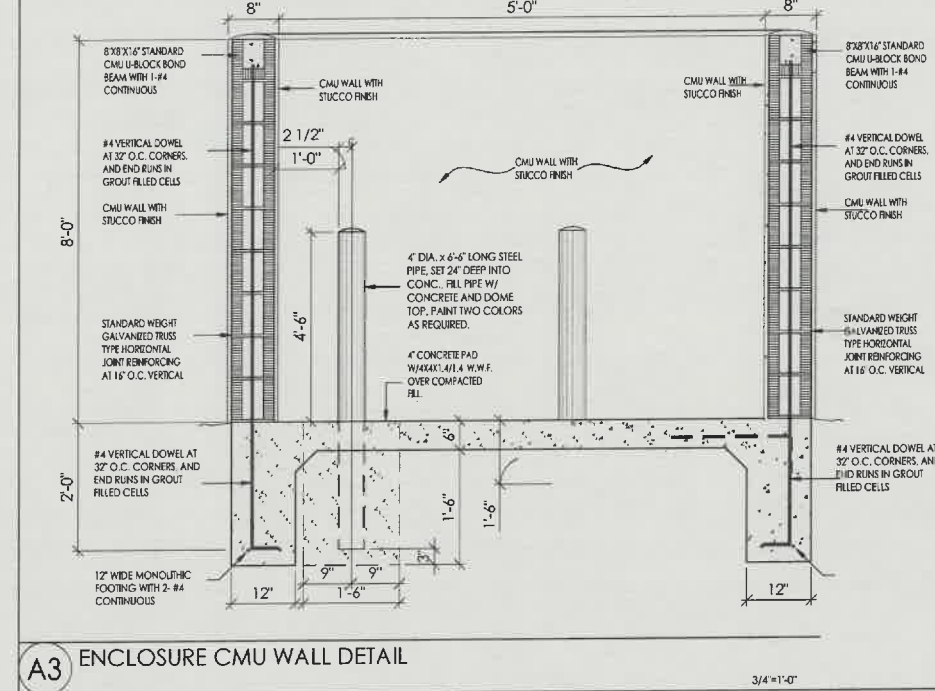 8" 5'-0" 8"
8'X8'X16" STANDARD
CMU U-BLOCK BOND
BEAM WITH 1-#4
CONTINUOUS
CMU WALL WITH
STUCCO FINISH
CMU WALL WITH
STUCCO FINISH
8'X8'X16" STANDARD
CMU U-BLOCK BOND
BEAM WITH 1-#4
CONTINUOUS
2 1/2"
1'-0"
#4 VERTICAL DOWEL
AT 32" O.C. CORNERS,
AND END RUNS IN
GROUT FILLED CELLS
CMU WALL WITH
STUCCO FINISH
#4 VERTICAL DOWEL
AT 32" O.C. CORNERS,
AND END RUNS IN
GROUT FILLED CELLS
CMU WALL WITH
STUCCO FINISH
CMU WALL WITH
STUCCO FINISH
8'-0"
4" DIA. x 6'-6" LONG STEEL
PIPE, SET 24" DEEP INTO
CONC., FILL PIPE W/
CONCRETE AND DOME
TOP, PAINT TWO COLORS
AS REQUIRED.
4'-6"
STANDARD WEIGHT
GALVANIZED TRUSS
TYPE HORIZONTAL
JOINT REINFORCING
AT 16" O.C. VERTICAL
4" CONCRETE PAD
W/4X4X1.4/1.4 W.W.F.
OVER COMPACTED
FILL
STANDARD WEIGHT
GALVANIZED TRUSS
TYPE HORIZONTAL
JOINT REINFORCING
AT 16" O.C. VERTICAL
2'-0"
#4 VERTICAL DOWEL AT
32" O.C. CORNERS, AND
END RUNS IN GROUT
FILLED CELLS
6"
1'-6"
1'-6"
3"
#4 VERTICAL DOWEL AT
32" O.C. CORNERS, AN
END RUNS IN GROUT
FILLED CELLS
12" WIDE MONOLITHIC
FOOTING WITH 2- #4
CONTINUOUS
12"
9" 9"
1'-6"
12"
A3 ENCLOSURE CMU WALL DETAIL
3/4"=1'-0"